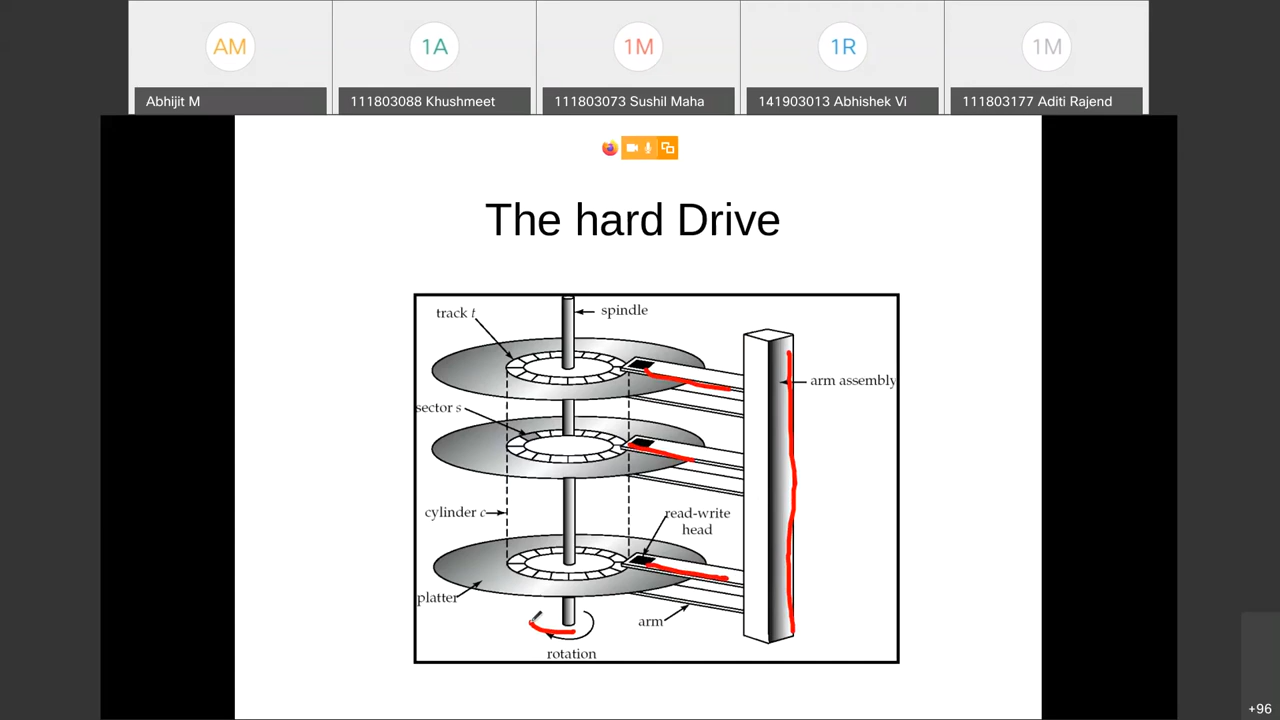 AM
1A
1M
1R
1M
Abhijit M
111803088 Khushmeet
111803073 Sushil Maha
141903013 Abhishek Vi
111803177 Aditi Rajend
The hard Drive
track t
spindle
arm assembly
sector s
cylinder c
read-write
head
platter
arm
rotation
+96